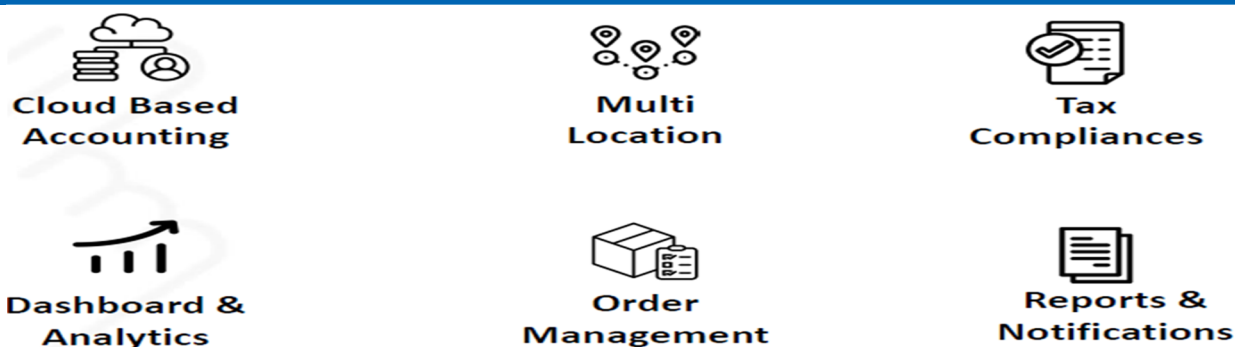 Cloud Based
Accounting
Multi
Location
Tax
Compliances
Dashboard &
Analytics
Order
Management
Reports &
Notifications